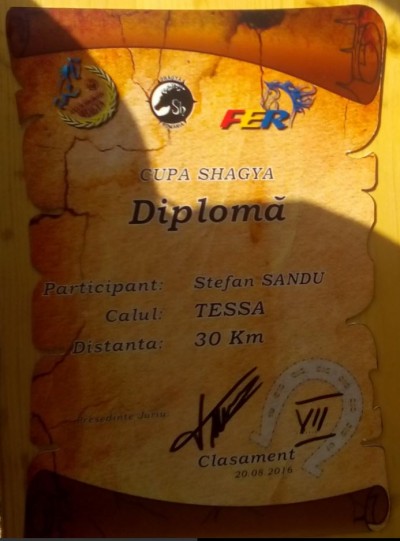 FER
CUPA SHAGYA
Diplomă
Participant: Stefan SANDU
Calul: TESSA
Distanta: 30 Km
VII
Clasament
20.08.2016